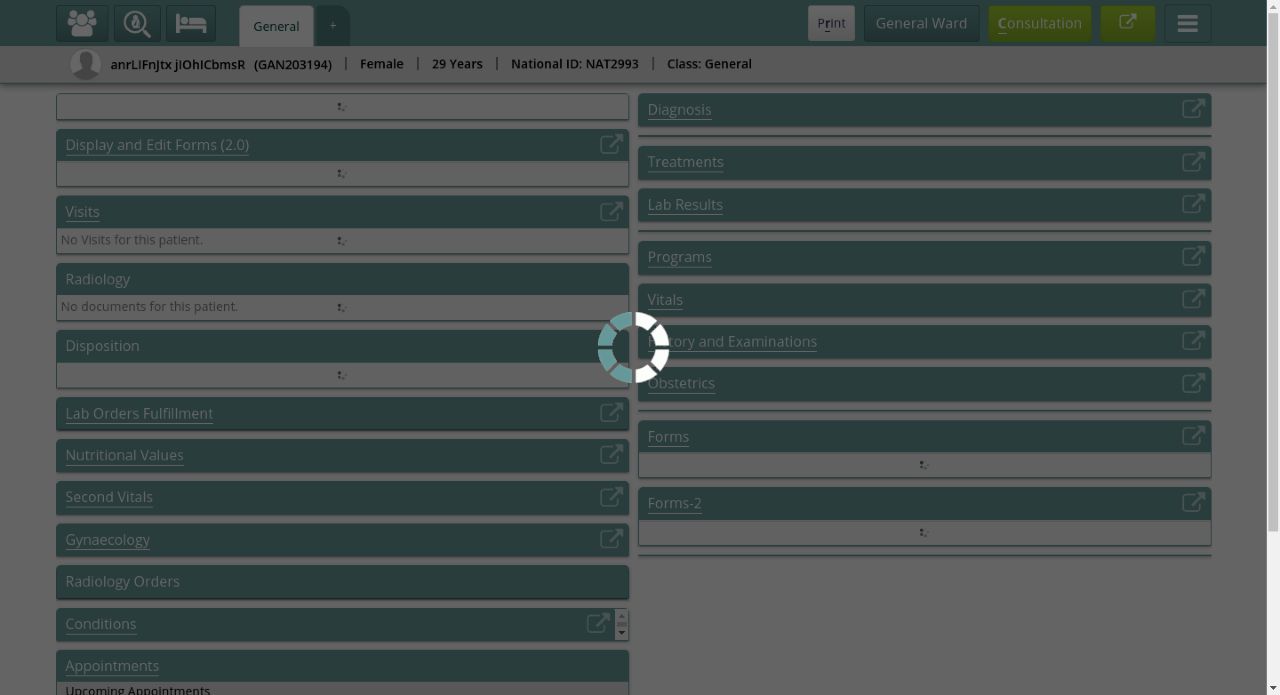 General
+
Print
General Ward
Consultation
anrLIFnJtx jIOhICbmsR (GAN203194) | Female | 29 Years | National ID: NAT2993 | Class: General
Display and Edit Forms (2.0)
Visits
No Visits for this patient.
Radiology
No documents for this patient.
Disposition
Lab Orders Fulfillment
Nutritional Values
Second Vitals
Gynaecology
Radiology Orders
Conditions
Appointments
Upcoming Appointments
Diagnosis
Treatments
Lab Results
Programs
Vitals
History and Examinations
Obstetrics
Forms
Forms-2